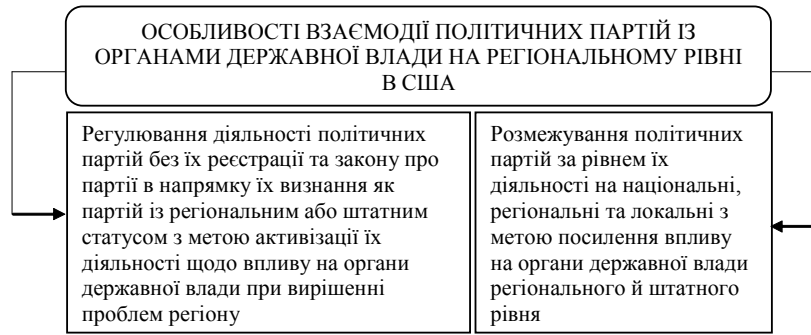 ОСОБЛИВОСТІ ВЗАЄМОДІЇ ПОЛІТИЧНИХ ПАРТІЙ ІЗ
ОРГАНАМИ ДЕРЖАВНОЇ ВЛАДИ НА РЕГІОНАЛЬНОМУ РІВНІ
В США
Регулювання діяльності політичних
партій без їх реєстрації та закону про
партії в напрямку їх визнання як
партій із регіональним або штатним
статусом з метою активізації їх
діяльності щодо впливу на органи
державної влади при вирішенні
проблем регіону
Розмежування політичних
партій за рівнем їх
діяльності на національні,
регіональні та локальні з
метою посилення впливу
на органи державної влади
регіонального й штатного
рівня